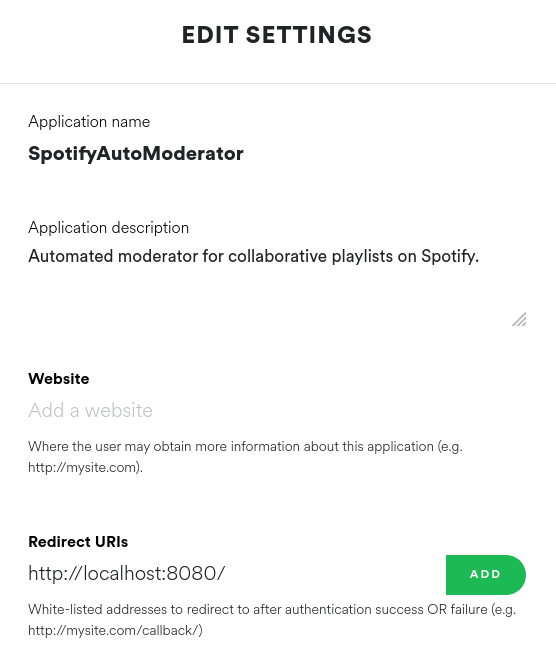 EDIT SETTINGS
Application name
SpotifyAutoModerator
Application description
Automated moderator for collaborative playlists on Spotify.
Website
Add a website
Where the user may obtain more information about this application (e.g.
http://mysite.com).
Redirect URIs
http://localhost:8080/
ADD
White-listed addresses to redirect to after authentication success OR failure (e.g.
http://mysite.com/callback/)